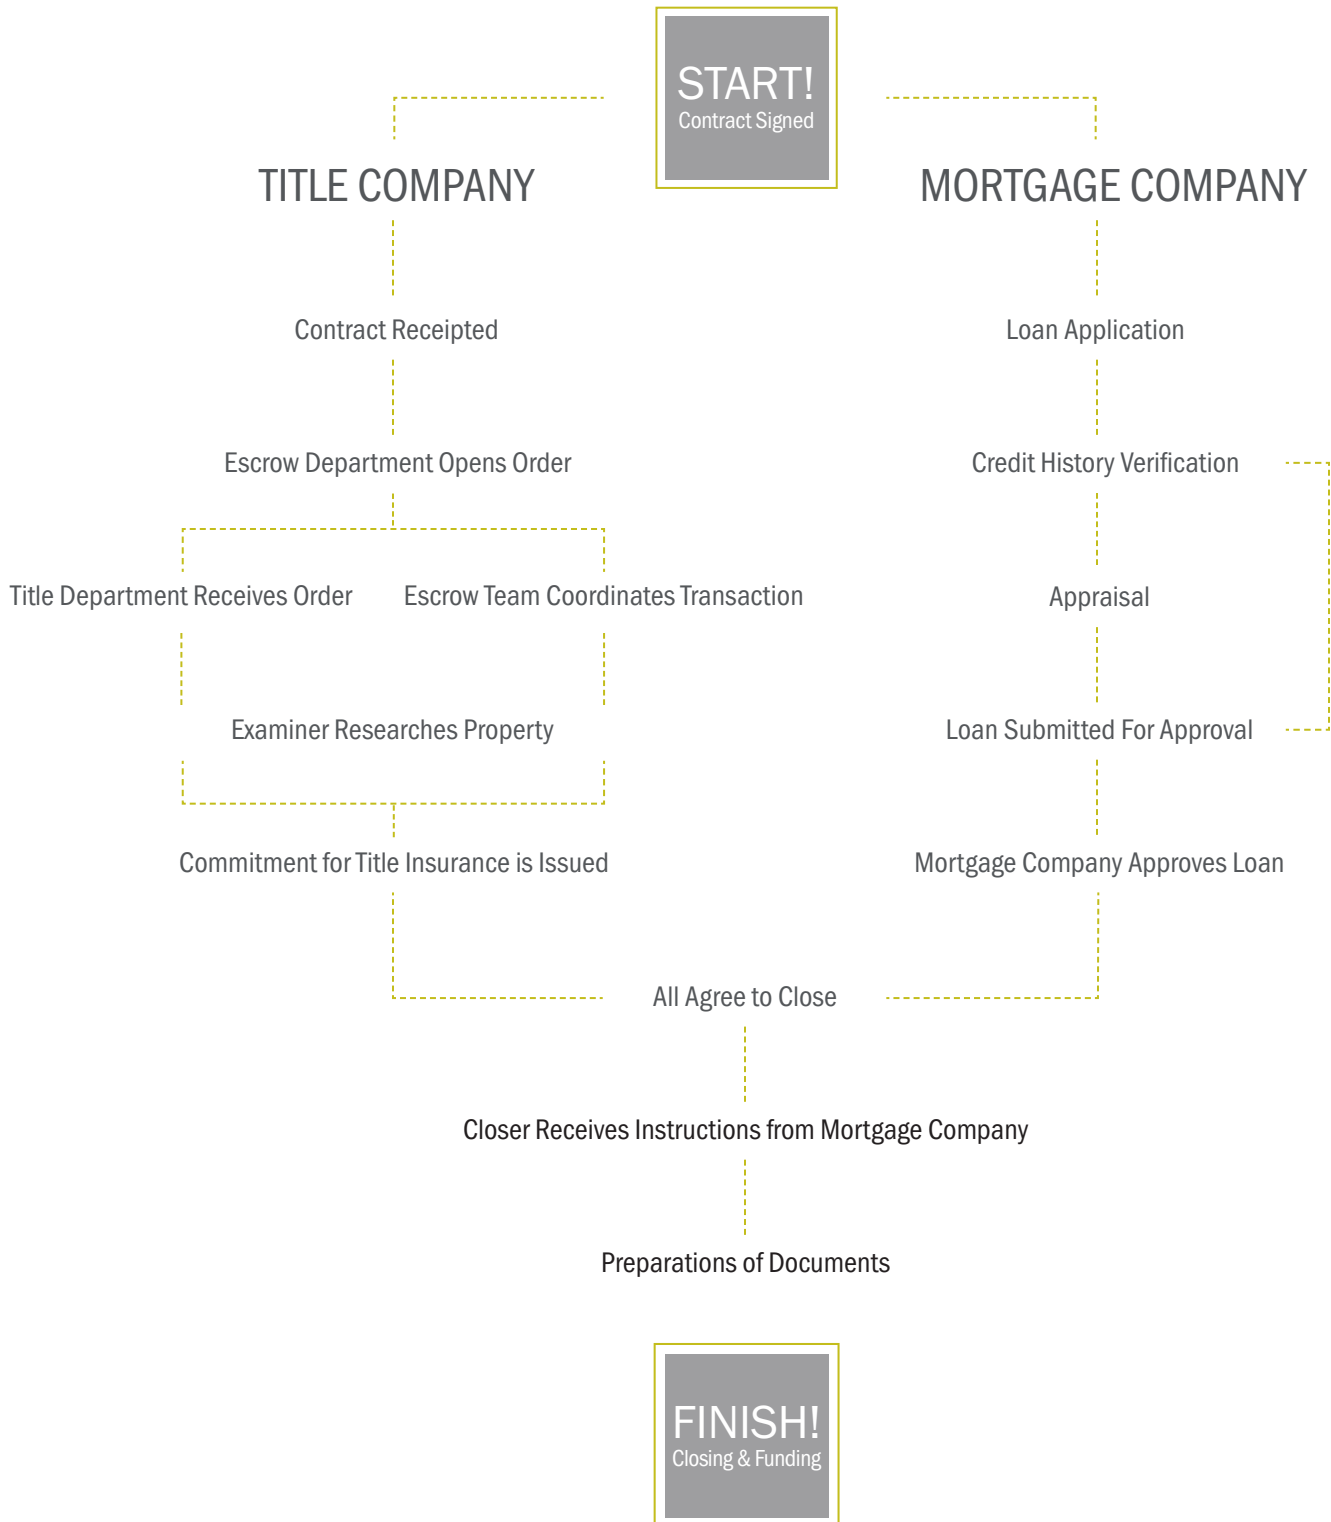 START!
Contract Signed
TITLE COMPANY
MORTGAGE COMPANY
Contract Receipted
Loan Application
Escrow Department Opens Order
Credit History Verification
Title Department Receives Order
Escrow Team Coordinates Transaction
Appraisal
Examiner Researches Property
Loan Submitted For Approval
Commitment for Title Insurance is Issued
Mortgage Company Approves Loan
All Agree to Close
Closer Receives Instructions from Mortgage Company
Preparations of Documents
FINISH!
Closing & Funding